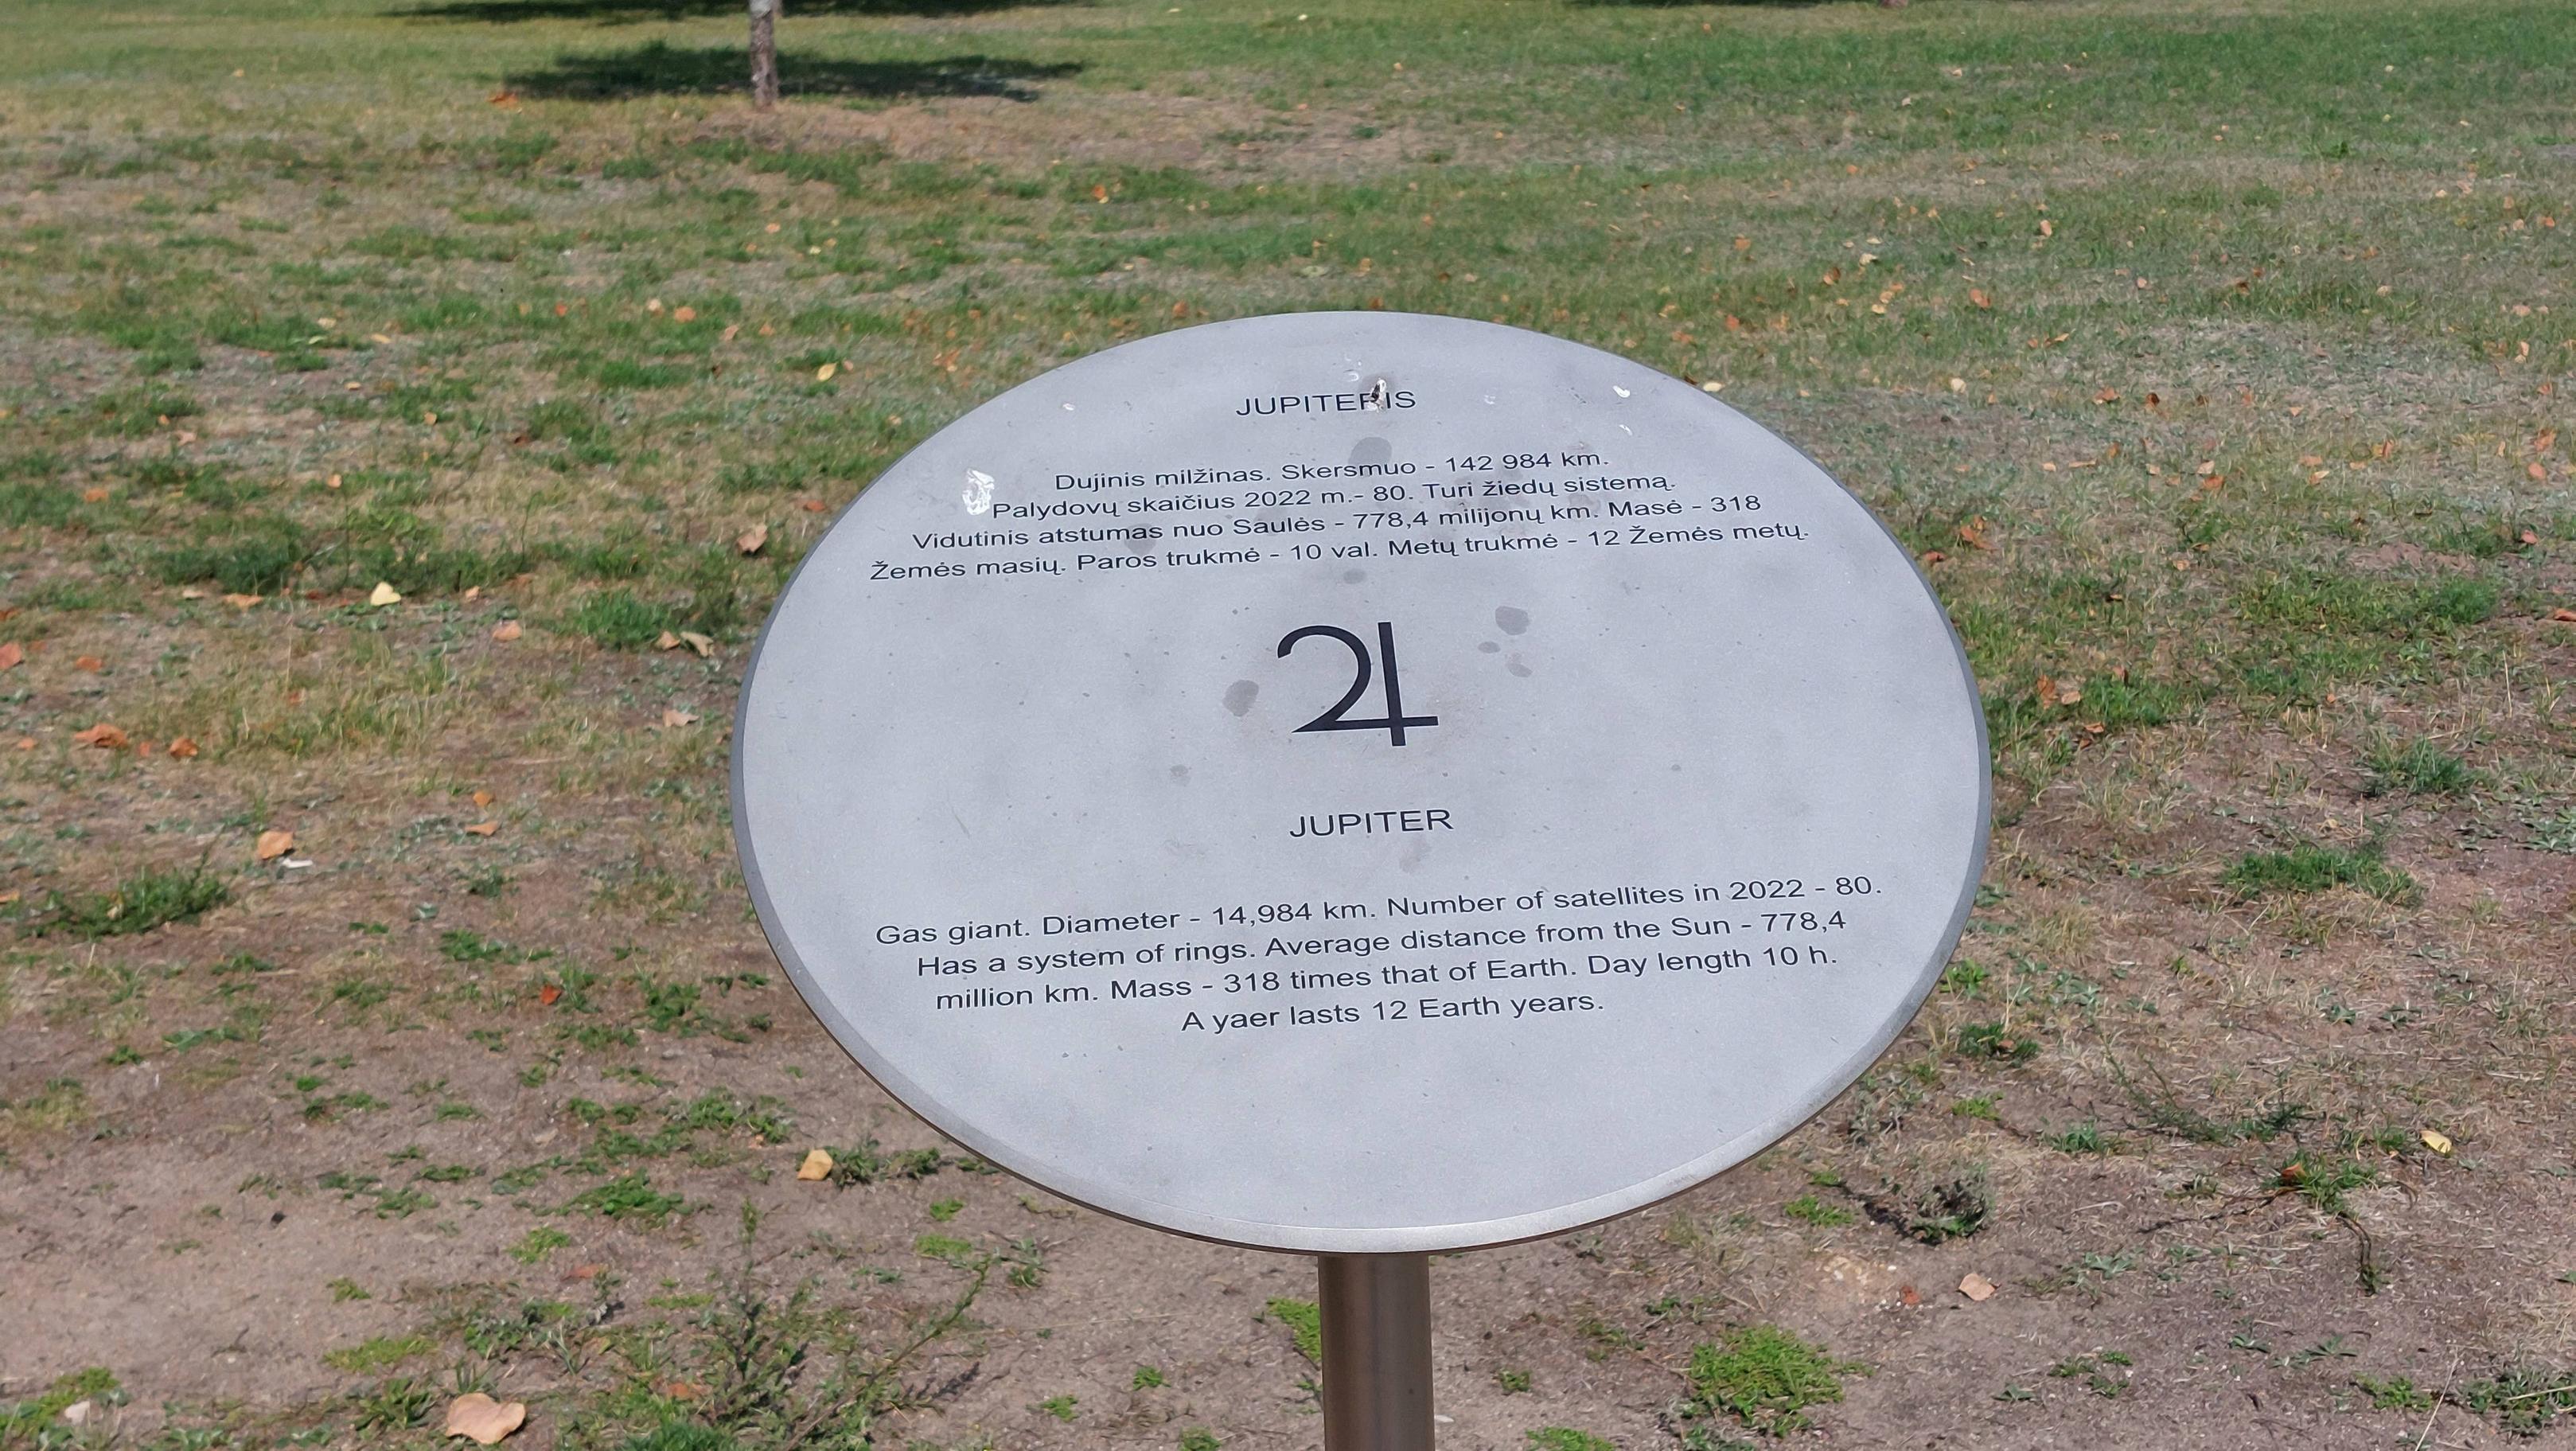 JUPITERIS
Dujinis milžinas. Skersmuo - 142 984 km.
Palydovų skaičius 2022 m.- 80. Turi žiedų sistemą.
Vidutinis atstumas nuo Saulės - 778,4 milijonų km. Masė - 318
Žemės masių. Paros trukmė - 10 val. Metų trukmė - 12 Žemės metų.
♃
JUPITER
Gas giant. Diameter - 14,984 km. Number of satellites in 2022 - 80.
Has a system of rings. Average distance from the Sun - 778,4
million km. Mass - 318 times that of Earth. Day length 10 h.
A yaer lasts 12 Earth years.